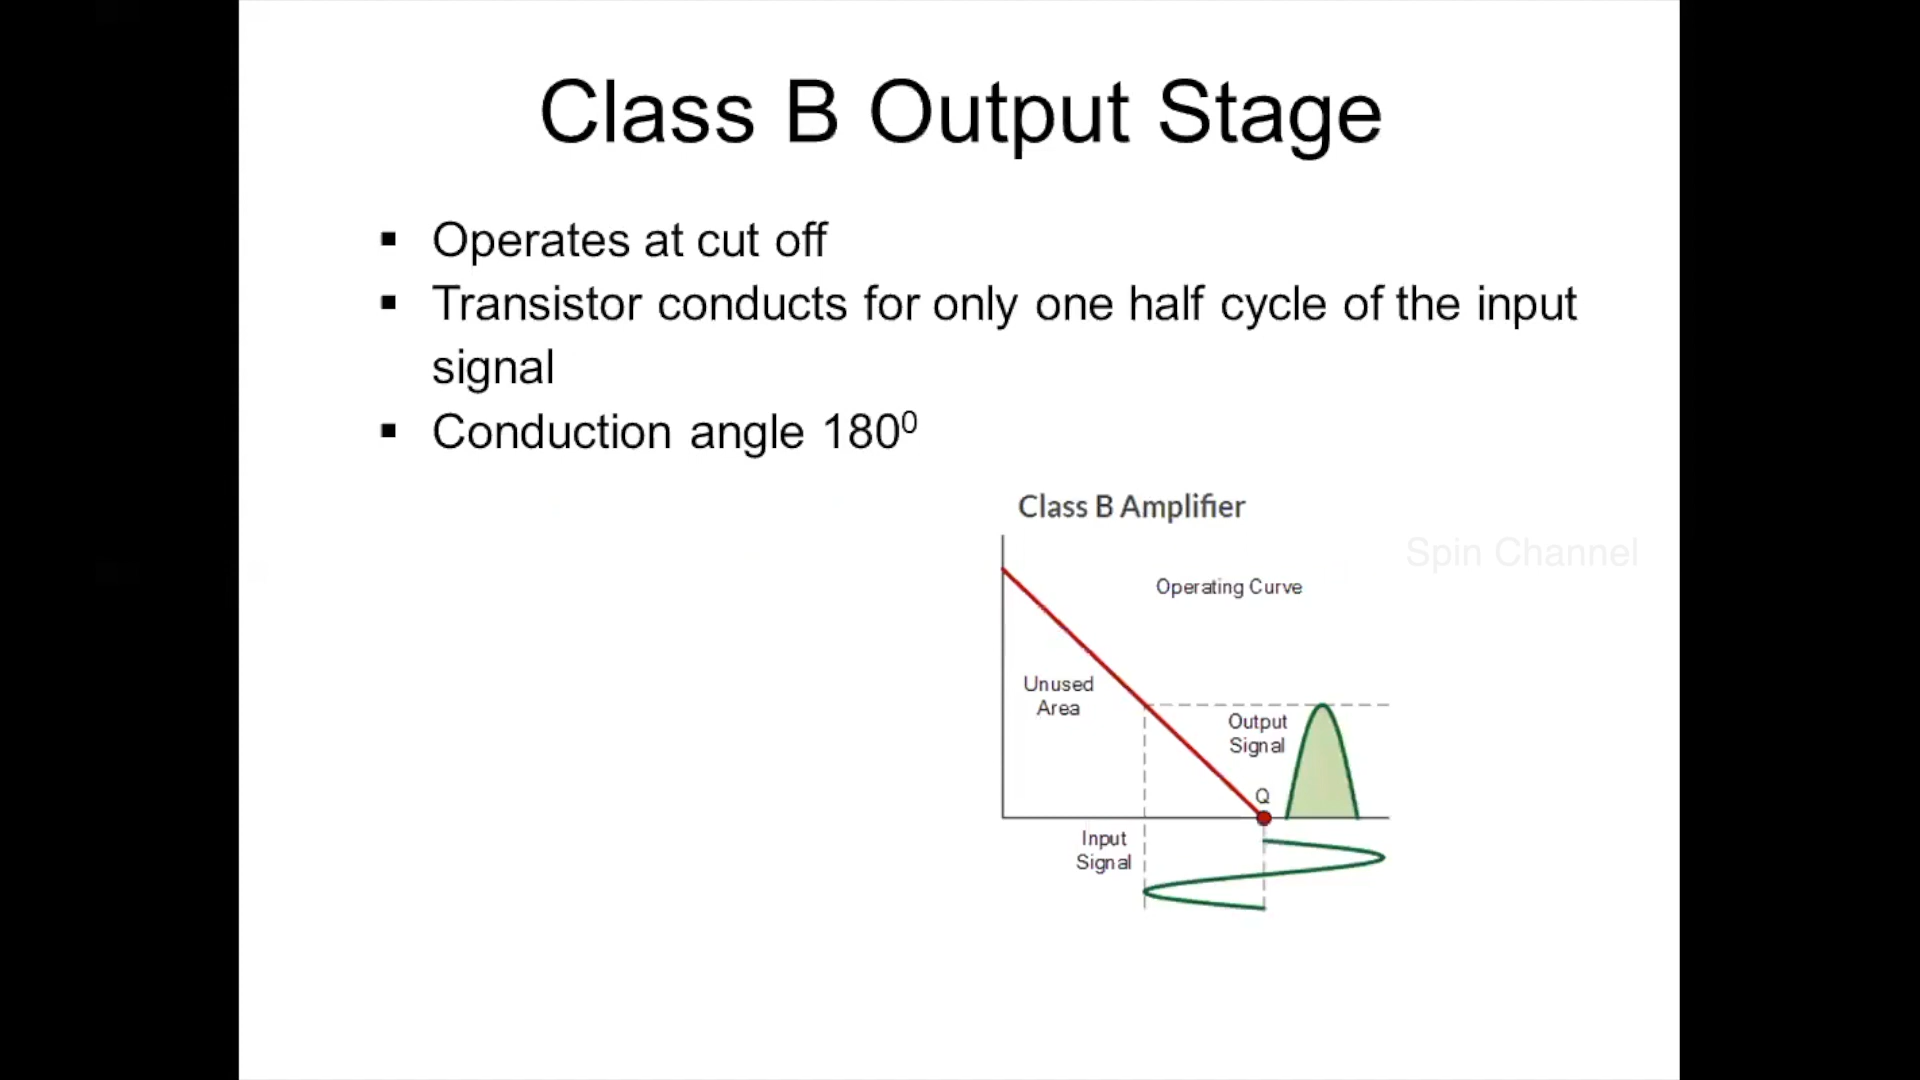 Class B Output Stage
▪ Operates at cut off
▪ Transistor conducts for only one half cycle of the input
signal
▪ Conduction angle 180⁰
Class B Amplifier
Spin Channel
Operating Curve
Unused
Area
Output
Signal
Q
Input
Signal